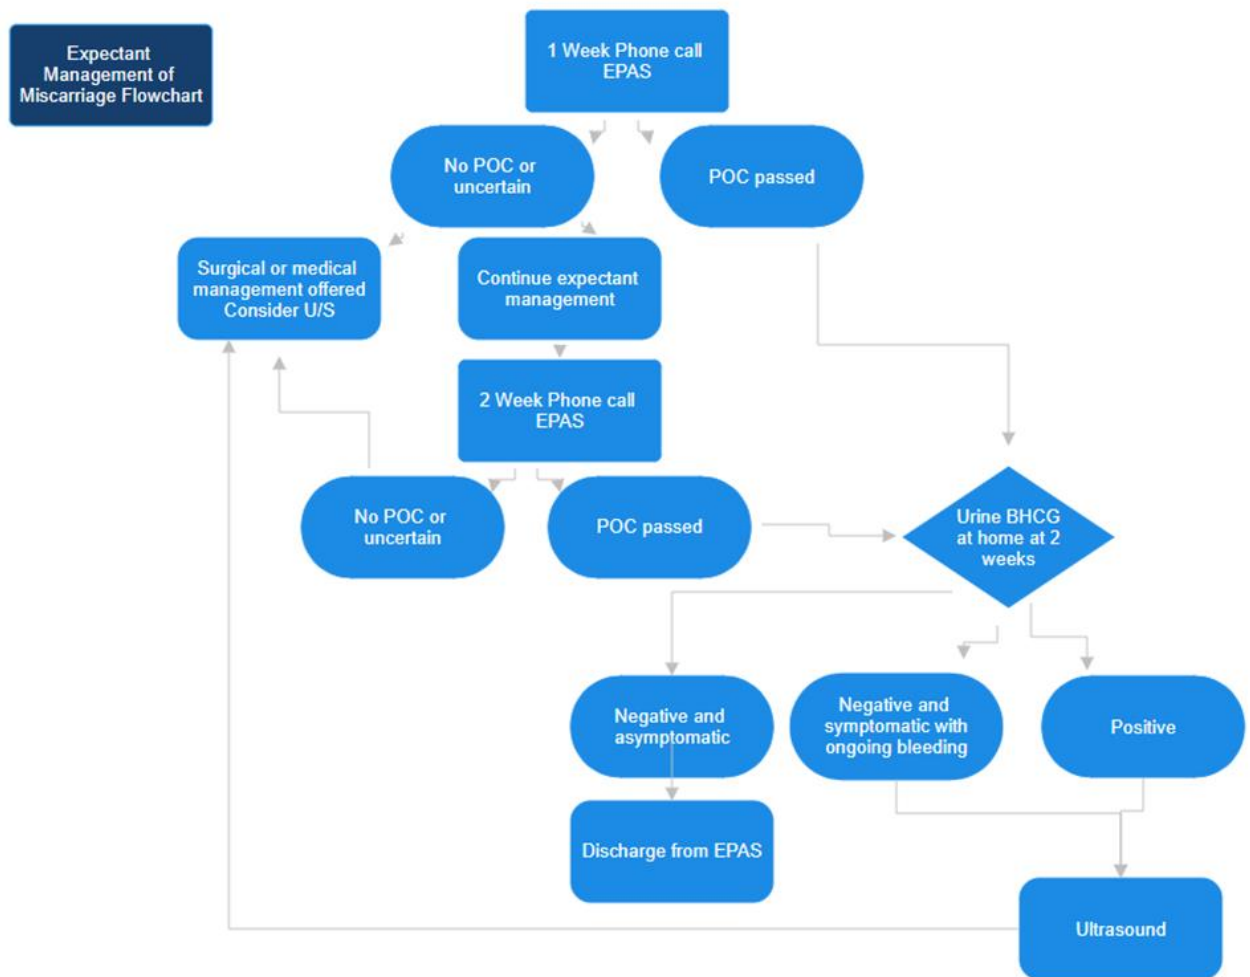 Expectant
Management of
Miscarriage Flowchart
1 Week Phone call
EPAS
No POC or
uncertain
POC passed
Surgical or medical
management offered
Consider U/S
Continue expectant
management
2 Week Phone call
EPAS
No POC or
uncertain
POC passed
Urine BHCG
at home at 2
weeks
Negative and
asymptomatic
Negative and
symptomatic with
ongoing bleeding
Positive
Discharge from EPAS
Ultrasound